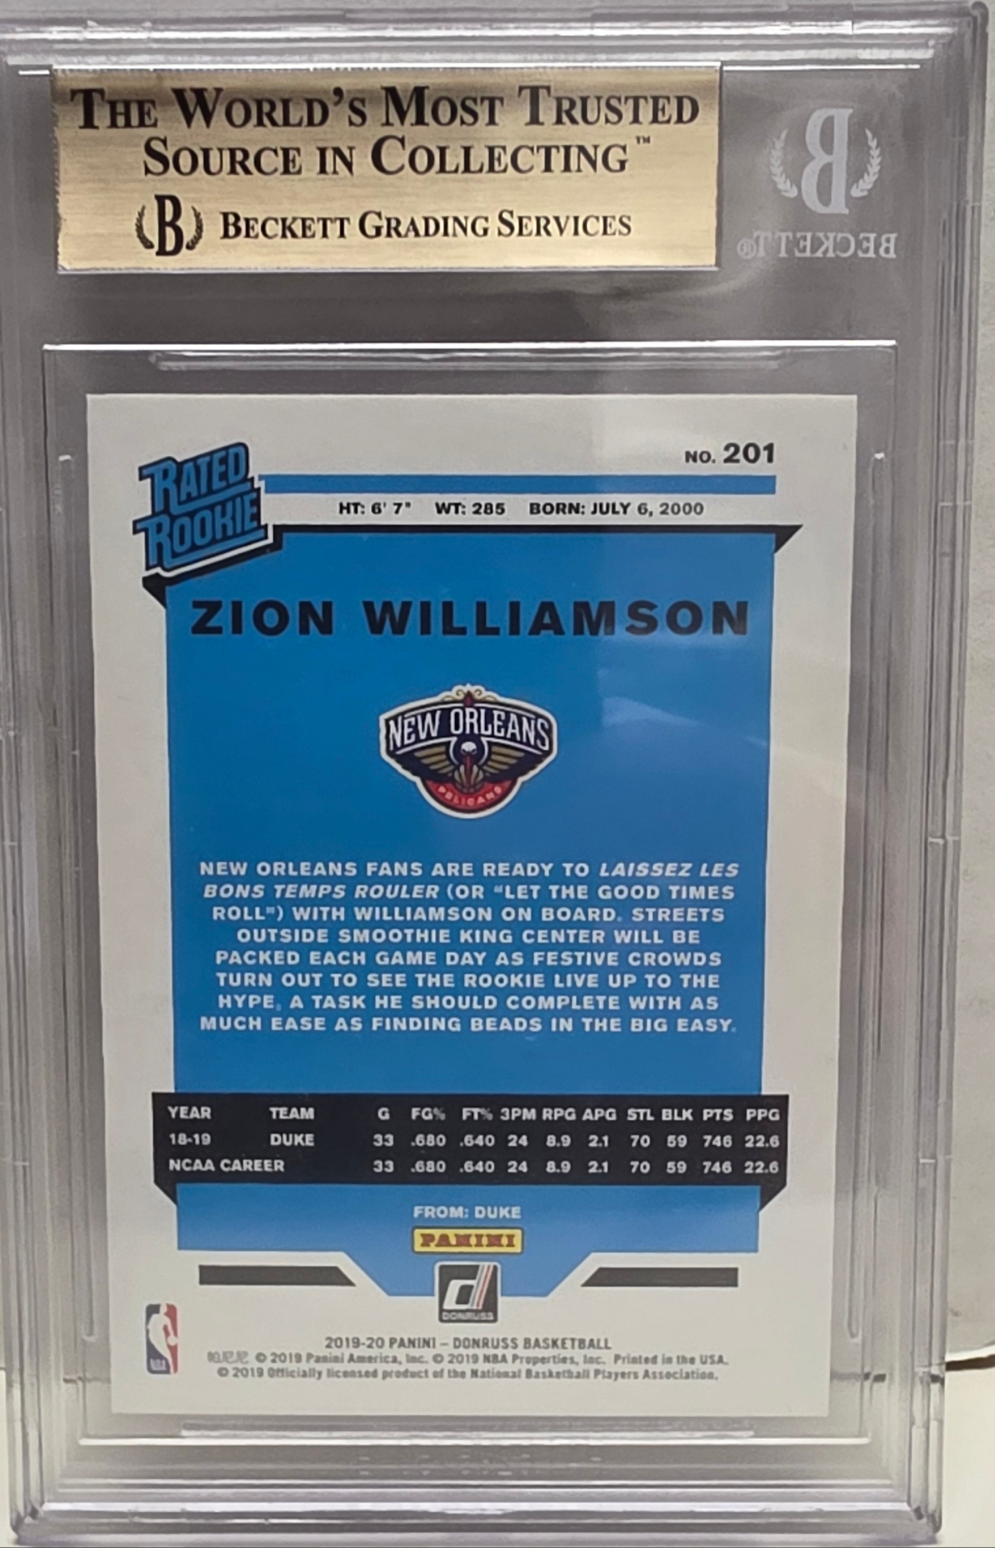 THE WORLD'S MOST TRUSTED
SOURCE IN COLLECTING™
B BECKETT GRADING SERVICES
B
BECKETT®
RATED
ROOKIE
NO. 201
HT: 6' 7" WT: 285 BORN: JULY 6, 2000
ZION WILLIAMSON
NEW ORLEANS
PELICANS
NEW ORLEANS FANS ARE READY TO LAISSEZ LES
BONS TEMPS ROULER (OR "LET THE GOOD TIMES
ROLL") WITH WILLIAMSON ON BOARD. STREETS
OUTSIDE SMOOTHIE KING CENTER WILL BE
PACKED EACH GAME DAY AS FESTIVE CROWDS
TURN OUT TO SEE THE ROOKIE LIVE UP TO THE
HYPE, A TASK HE SHOULD COMPLETE WITH AS
MUCH EASE AS FINDING BEADS IN THE BIG EASY.
YEAR TEAM G FG% FT% 3PM RPG APG STL BLK PTS PPG
18-19 DUKE 33 .680 .640 24 8.9 2.1 70 59 746 22.6
NCAA CAREER 33 .680 .640 24 8.9 2.1 70 59 746 22.6
FROM: DUKE
PANINI
d
DONRUSS
NBA
2019-20 PANINI – DONRUSS BASKETBALL
帕尼尼 © 2019 Panini America, Inc. © 2019 NBA Properties, Inc. Printed in the USA.
© 2019 Officially licensed product of the National Basketball Players Association.